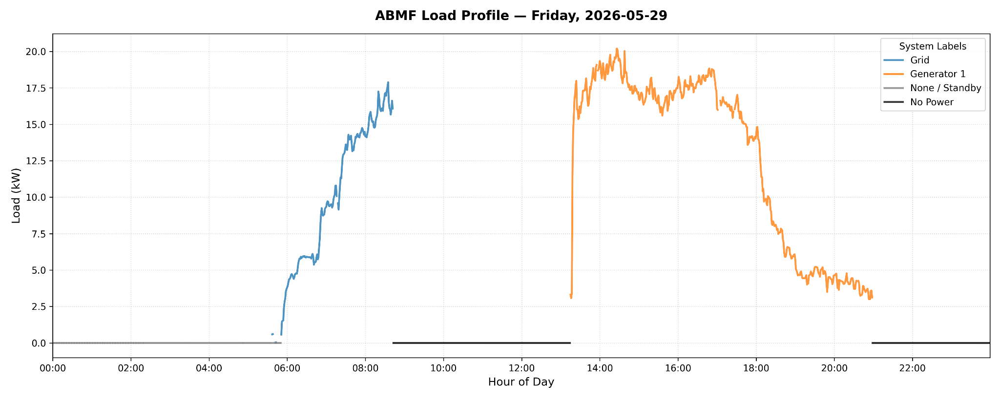 ABMF Load Profile — Friday, 2026-05-29
System Labels
Grid
Generator 1
None / Standby
No Power
Load (kW)
20.0
17.5
15.0
12.5
10.0
7.5
5.0
2.5
0.0
00:00 02:00 04:00 06:00 08:00 10:00 12:00 14:00 16:00 18:00 20:00 22:00
Hour of Day